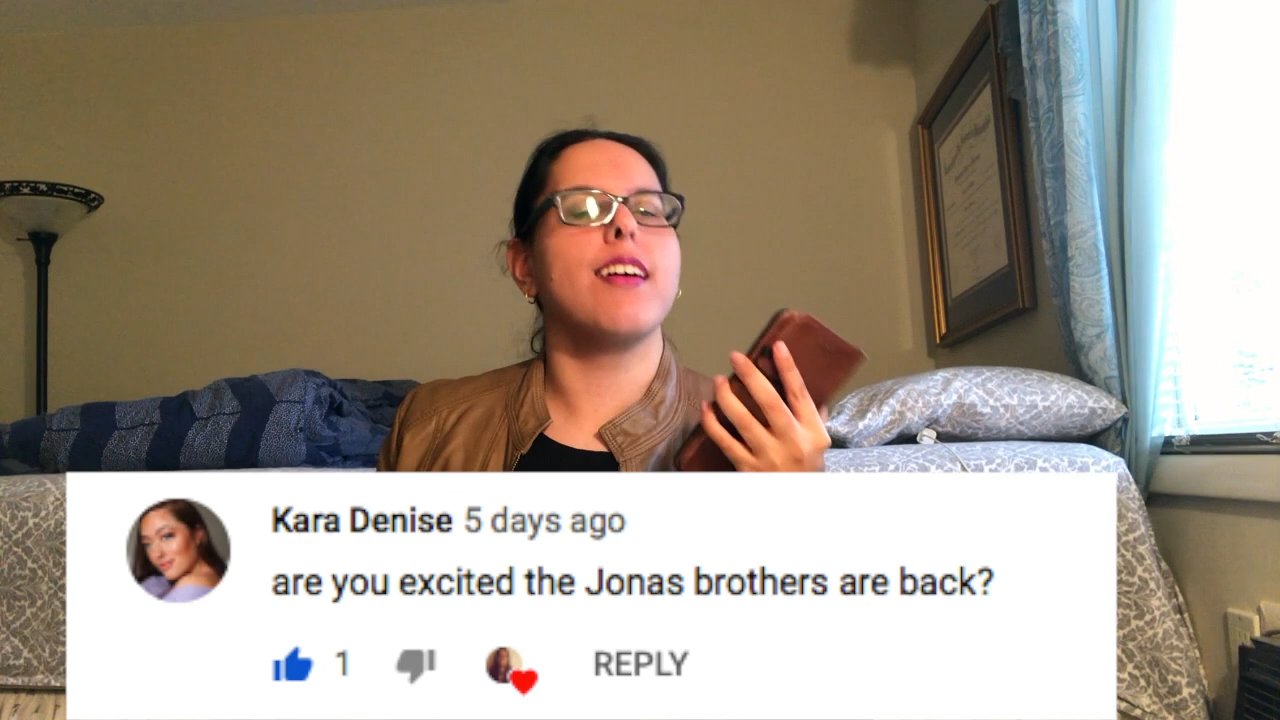 Kara Denise 5 days ago
are you excited the Jonas brothers are back?
1
REPLY